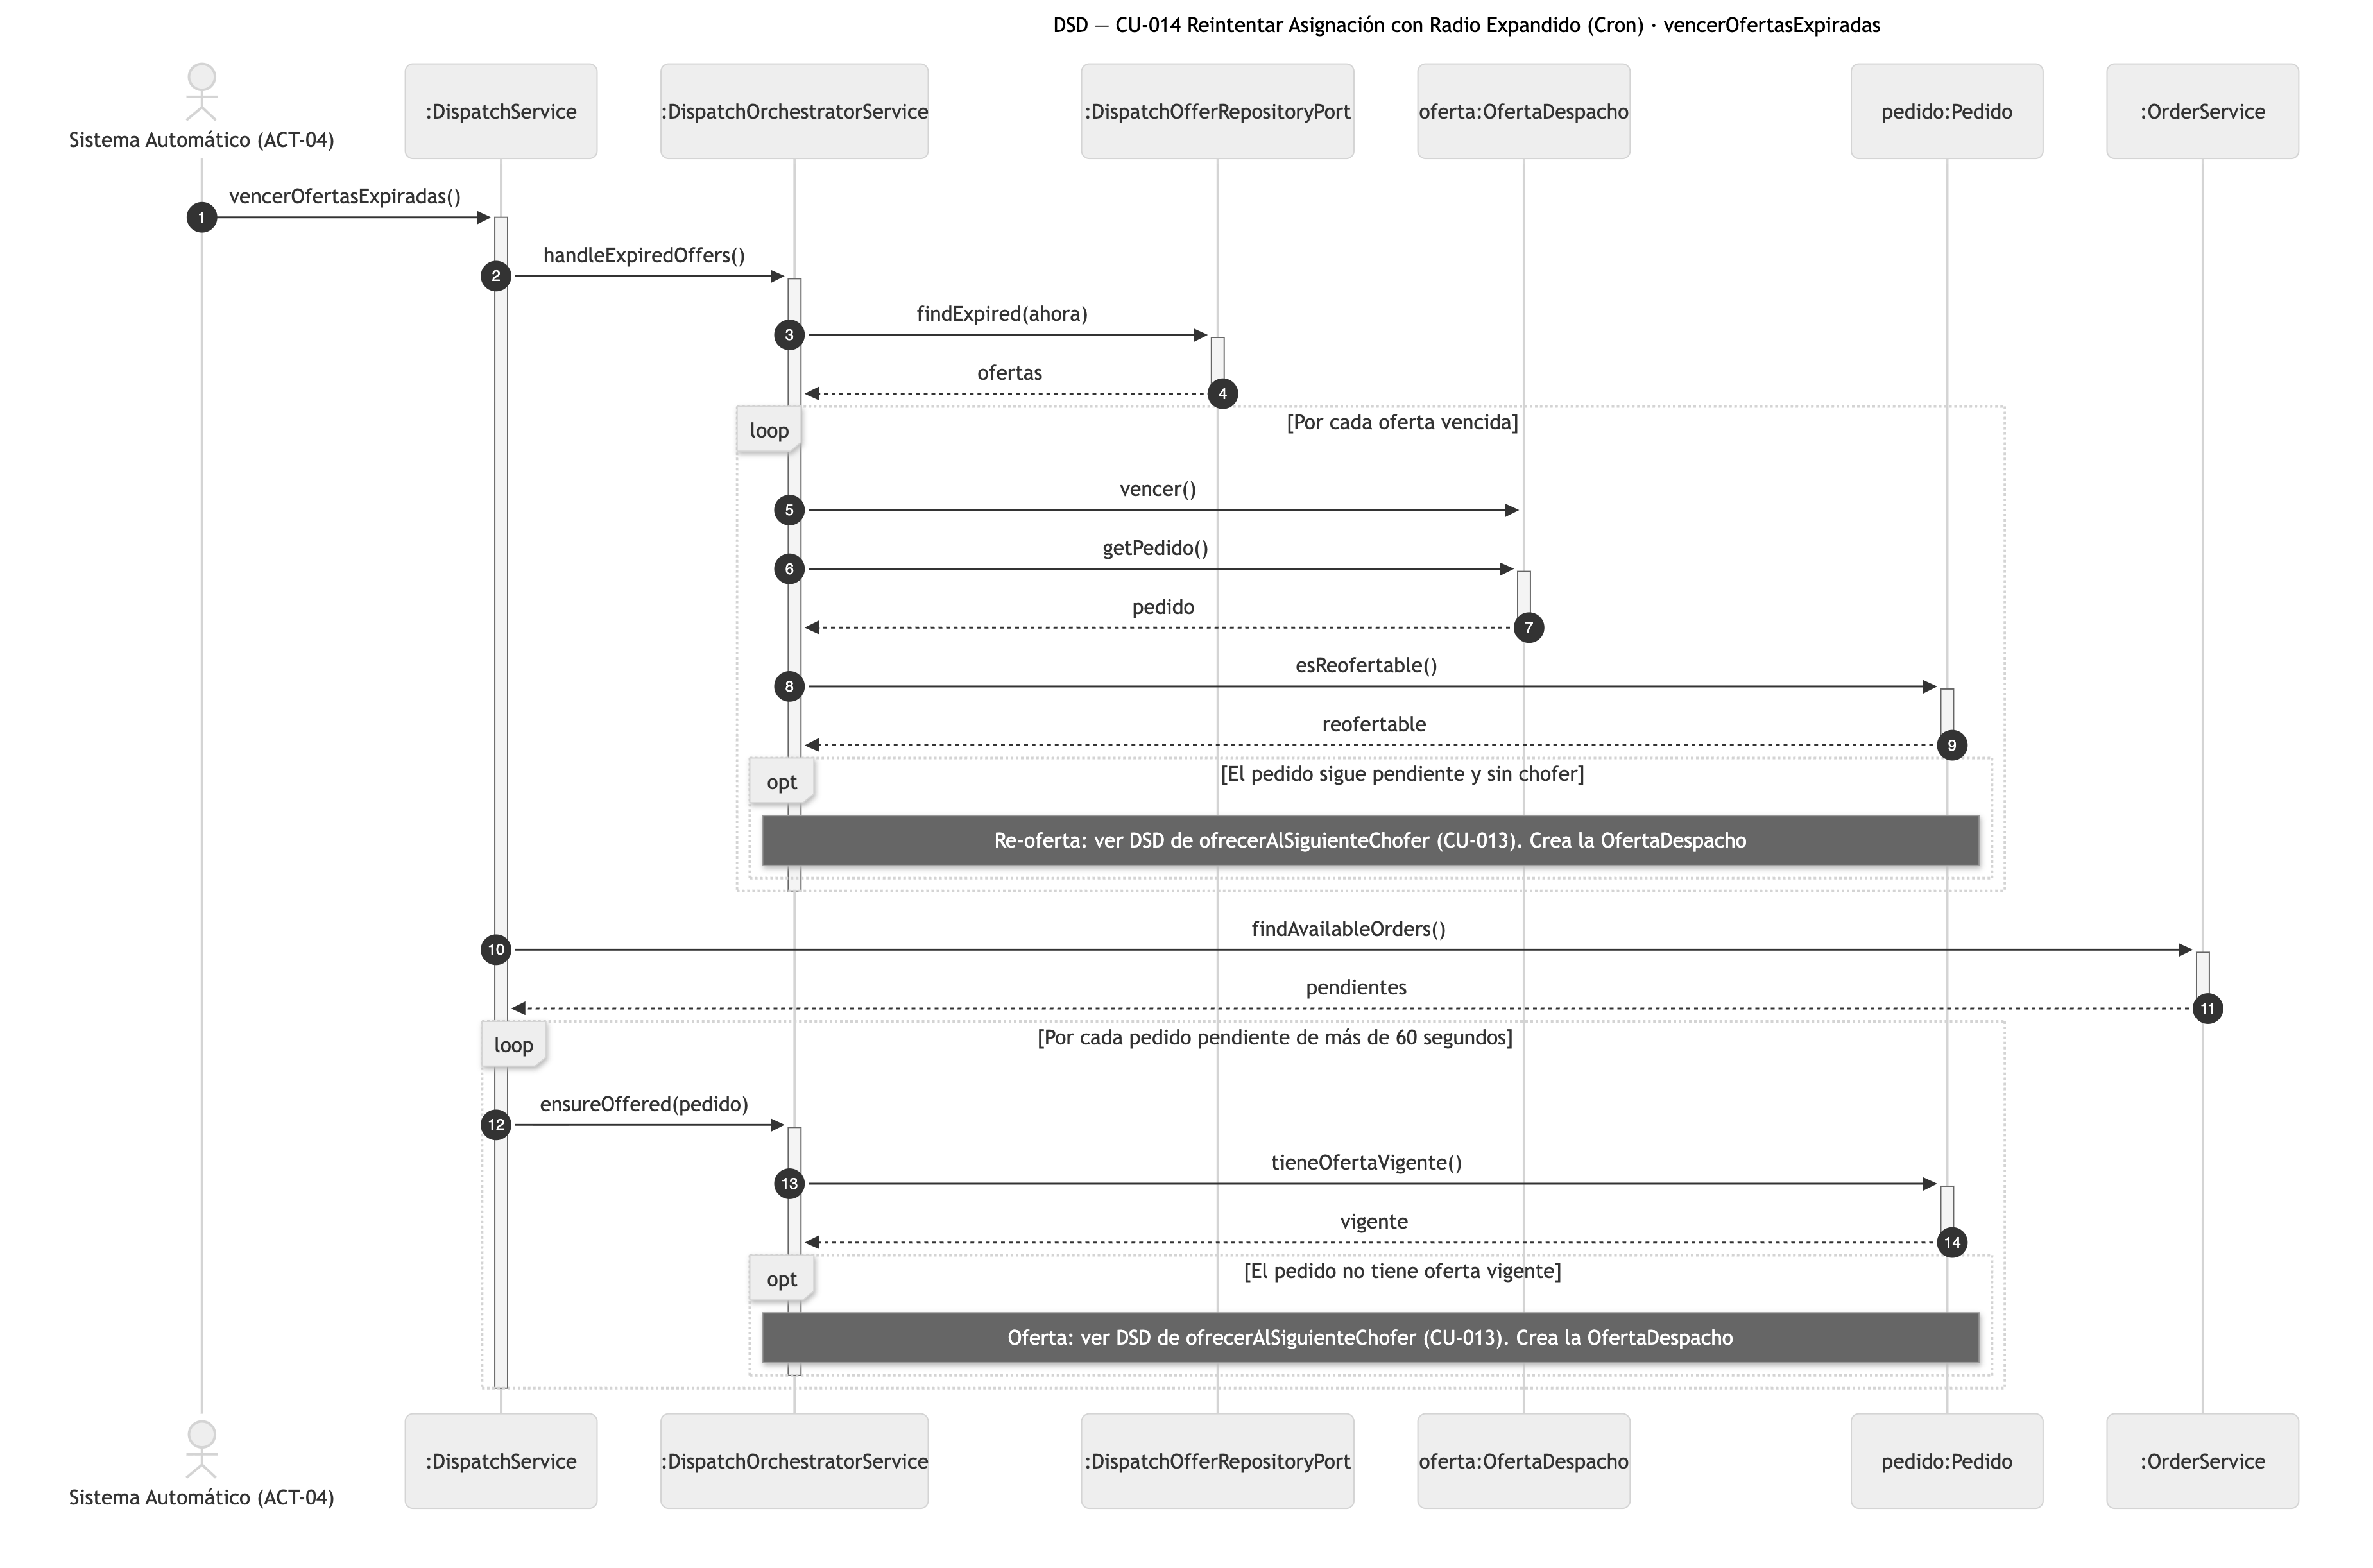 DSD — CU-014 Reintentar Asignación con Radio Expandido (Cron) · vencerOfertasExpiradas
Sistema Automático (ACT-04)
:DispatchService
:DispatchOrchestratorService
:DispatchOfferRepositoryPort
oferta:OfertaDespacho
pedido:Pedido
:OrderService
vencerOfertasExpiradas()
1
handleExpiredOffers()
2
findExpired(ahora)
3
ofertas
4
loop
[Por cada oferta vencida]
vencer()
5
getPedido()
6
pedido
7
esReofertable()
8
reofertable
9
opt
[El pedido sigue pendiente y sin chofer]
Re-oferta: ver DSD de ofrecerAlSiguienteChofer (CU-013). Crea la OfertaDespacho
findAvailableOrders()
10
pendientes
11
loop
[Por cada pedido pendiente de más de 60 segundos]
ensureOffered(pedido)
12
tieneOfertaVigente()
13
vigente
14
opt
[El pedido no tiene oferta vigente]
Oferta: ver DSD de ofrecerAlSiguienteChofer (CU-013). Crea la OfertaDespacho
Sistema Automático (ACT-04)
:DispatchService
:DispatchOrchestratorService
:DispatchOfferRepositoryPort
oferta:OfertaDespacho
pedido:Pedido
:OrderService